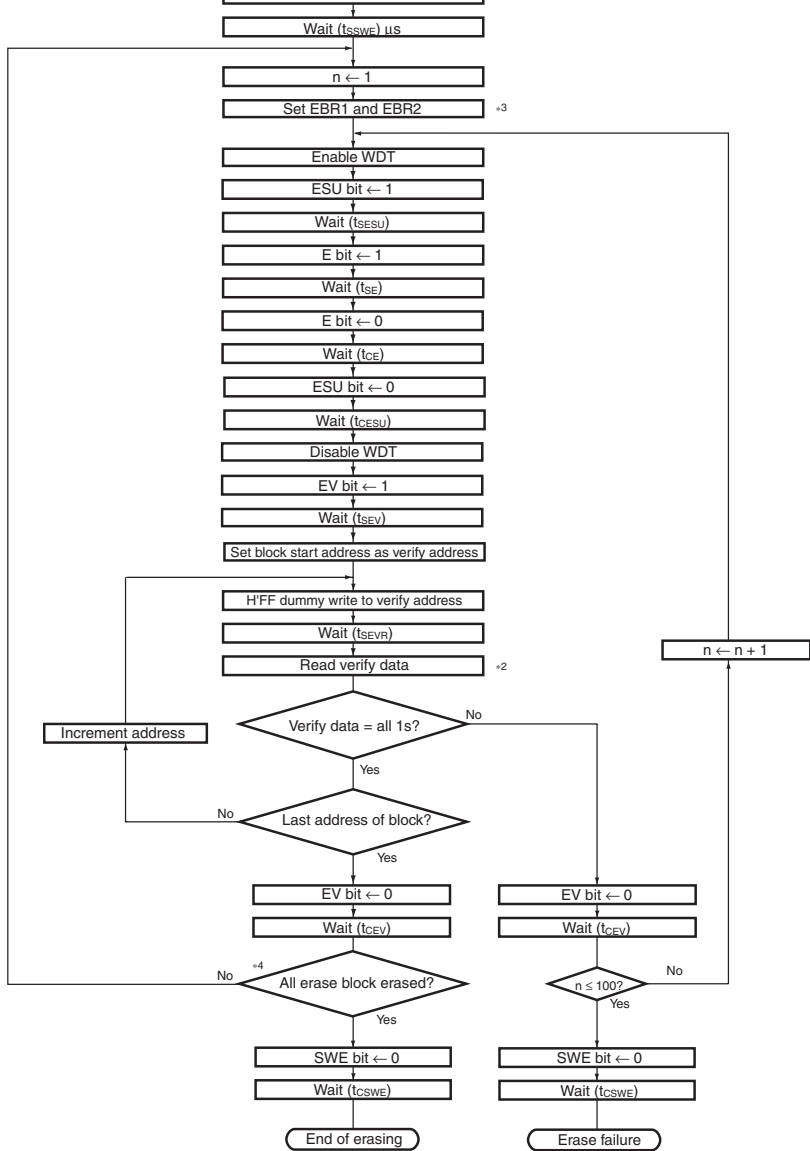 Wait (tSSWE) μs
n ← 1
Set EBR1 and EBR2 *3
Enable WDT
ESU bit ← 1
Wait (tSESU)
E bit ← 1
Wait (tSE)
E bit ← 0
Wait (tCE)
ESU bit ← 0
Wait (tCESU)
Disable WDT
EV bit ← 1
Wait (tSEV)
Set block start address as verify address
H'FF dummy write to verify address
Wait (tSEVR)
Read verify data *2
n ← n + 1
Verify data = all 1s?
No
Increment address
Yes
No
Last address of block?
Yes
EV bit ← 0
EV bit ← 0
Wait (tCEV)
Wait (tCEV)
*4
No
All erase block erased?
n ≤ 100?
No
Yes
Yes
SWE bit ← 0
SWE bit ← 0
Wait (tCSWE)
Wait (tCSWE)
End of erasing
Erase failure